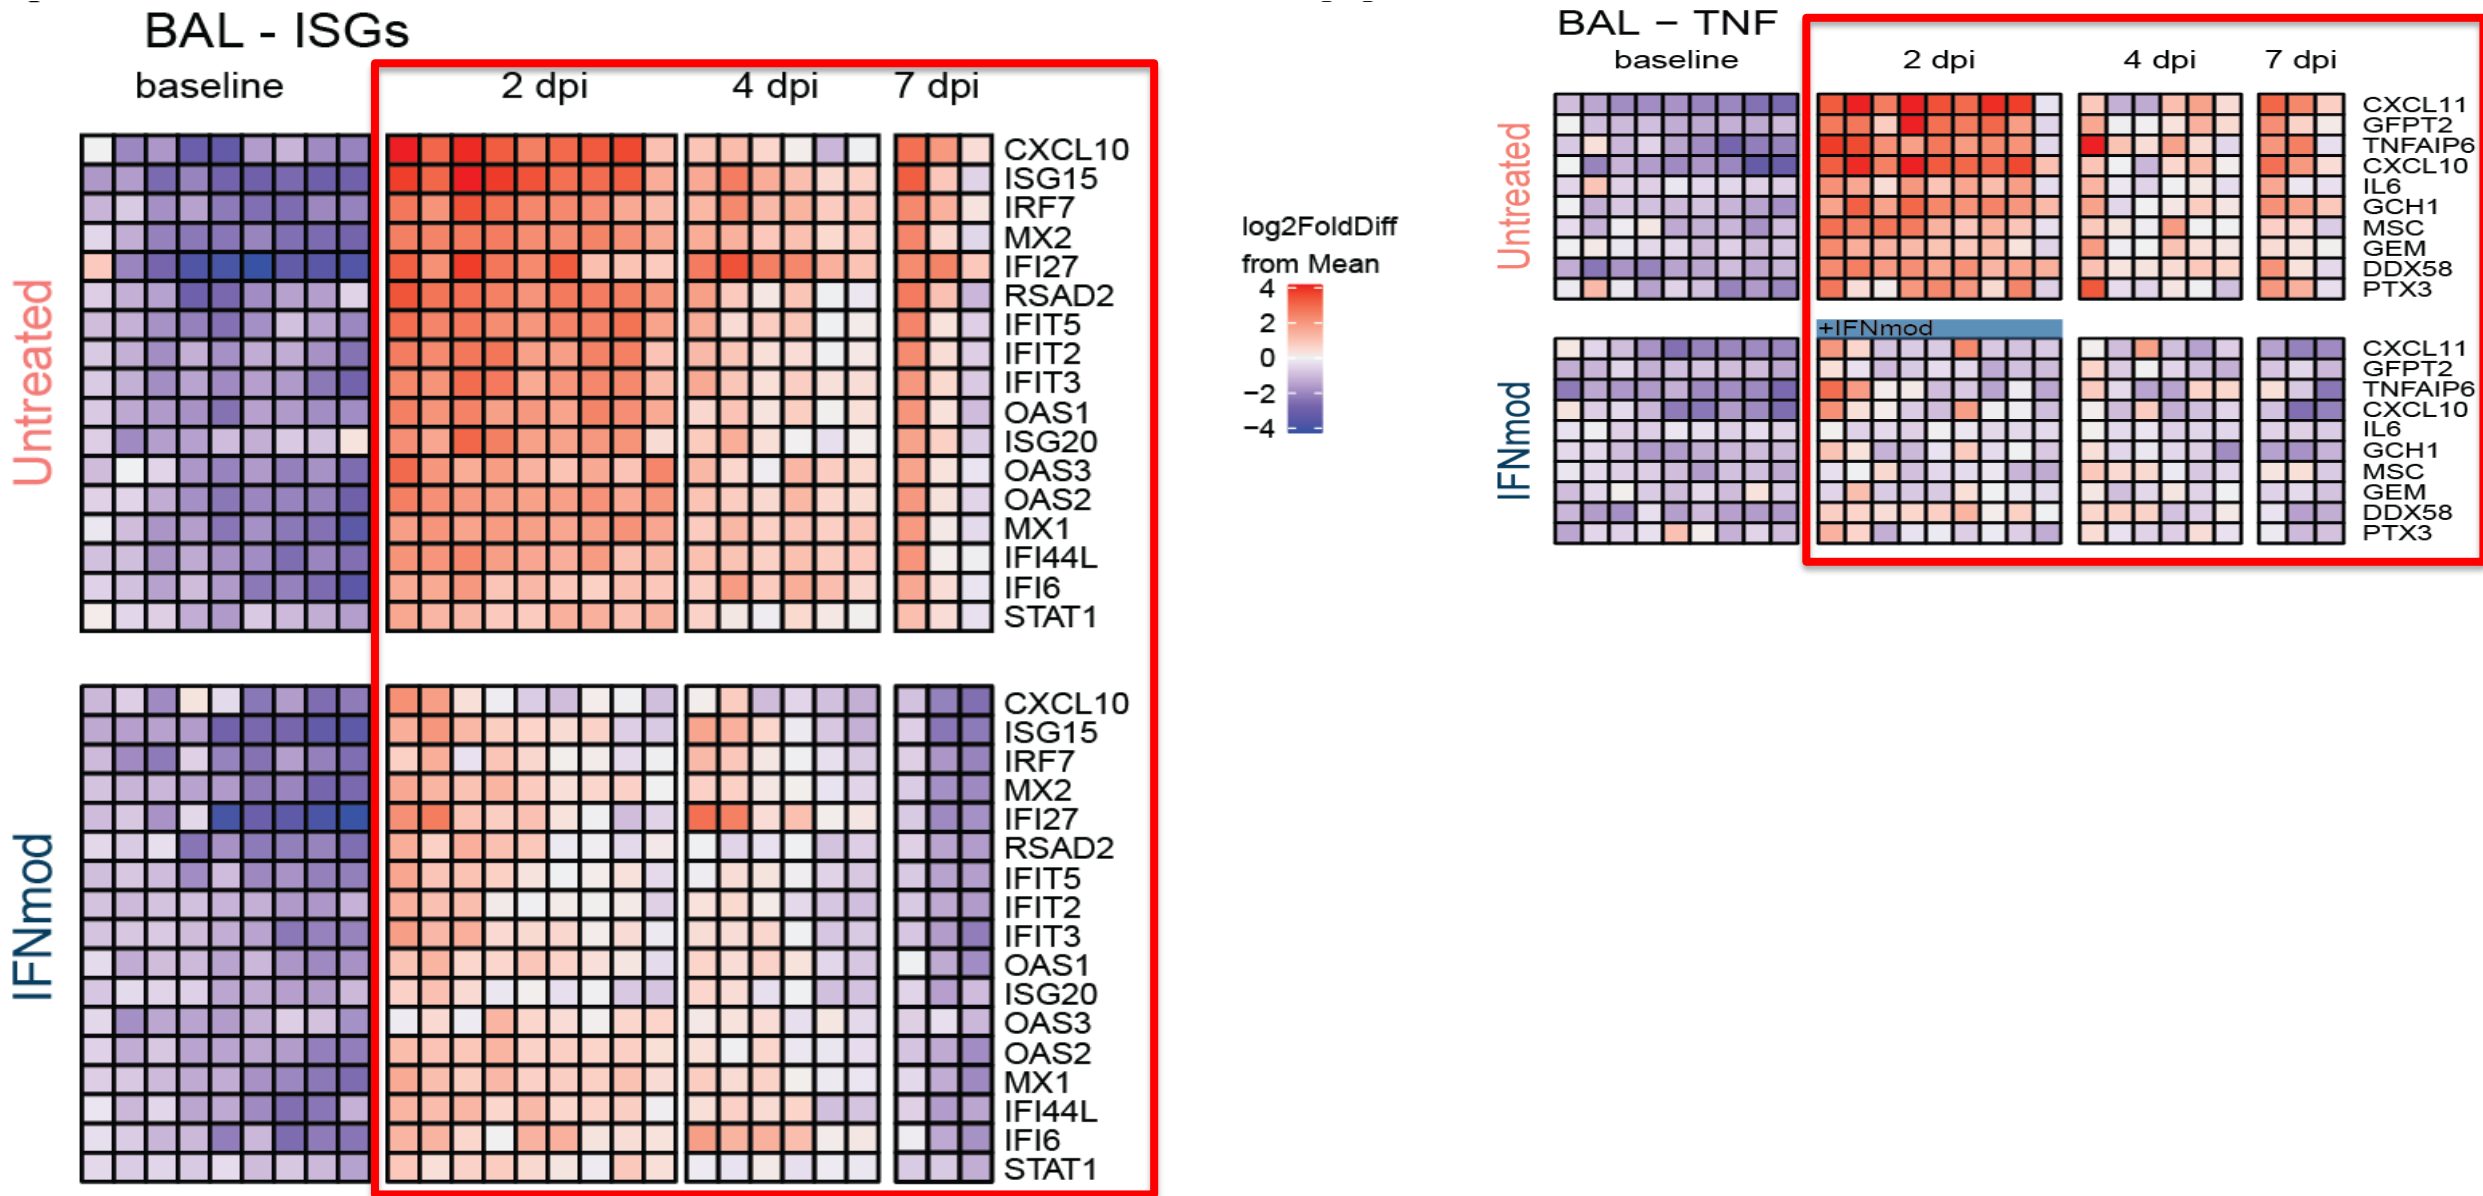 BAL - ISGs
baseline
2 dpi
4 dpi
7 dpi
Untreated
CXCL10
ISG15
IRF7
MX2
IFI27
RSAD2
IFIT5
IFIT2
IFIT3
OAS1
ISG20
OAS3
OAS2
MX1
IFI44L
IFI6
STAT1
IFNmod
CXCL10
ISG15
IRF7
MX2
IFI27
RSAD2
IFIT5
IFIT2
IFIT3
OAS1
ISG20
OAS3
OAS2
MX1
IFI44L
IFI6
STAT1
log2FoldDiff
from Mean
4
2
0
−2
−4
BAL − TNF
baseline
2 dpi
4 dpi
7 dpi
Untreated
CXCL11
GFPT2
TNFAIP6
CXCL10
IL6
GCH1
MSC
GEM
DDX58
PTX3
+IFNmod
IFNmod
CXCL11
GFPT2
TNFAIP6
CXCL10
IL6
GCH1
MSC
GEM
DDX58
PTX3